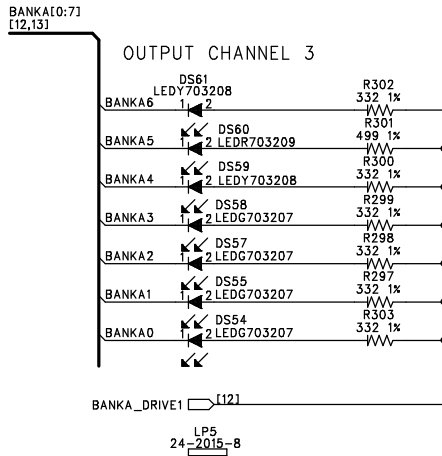 BANKA[0:7]
[12,13]
OUTPUT CHANNEL 3
DS61
LEDY703208
R302
BANKA6 1 2 332 1%
DS60
R301
BANKA5 1 2 LEDR703209 499 1%
DS59
R300
BANKA4 1 2 LEDY703208 332 1%
DS58
R299
BANKA3 1 2 LEDG703207 332 1%
DS57
R298
BANKA2 1 2 LEDG703207 332 1%
DS55
R297
BANKA1 1 2 LEDG703207 332 1%
DS54
R303
BANKA0 1 2 LEDG703207 332 1%
BANKA_DRIVE1 [12]
LP5
24-2015-8